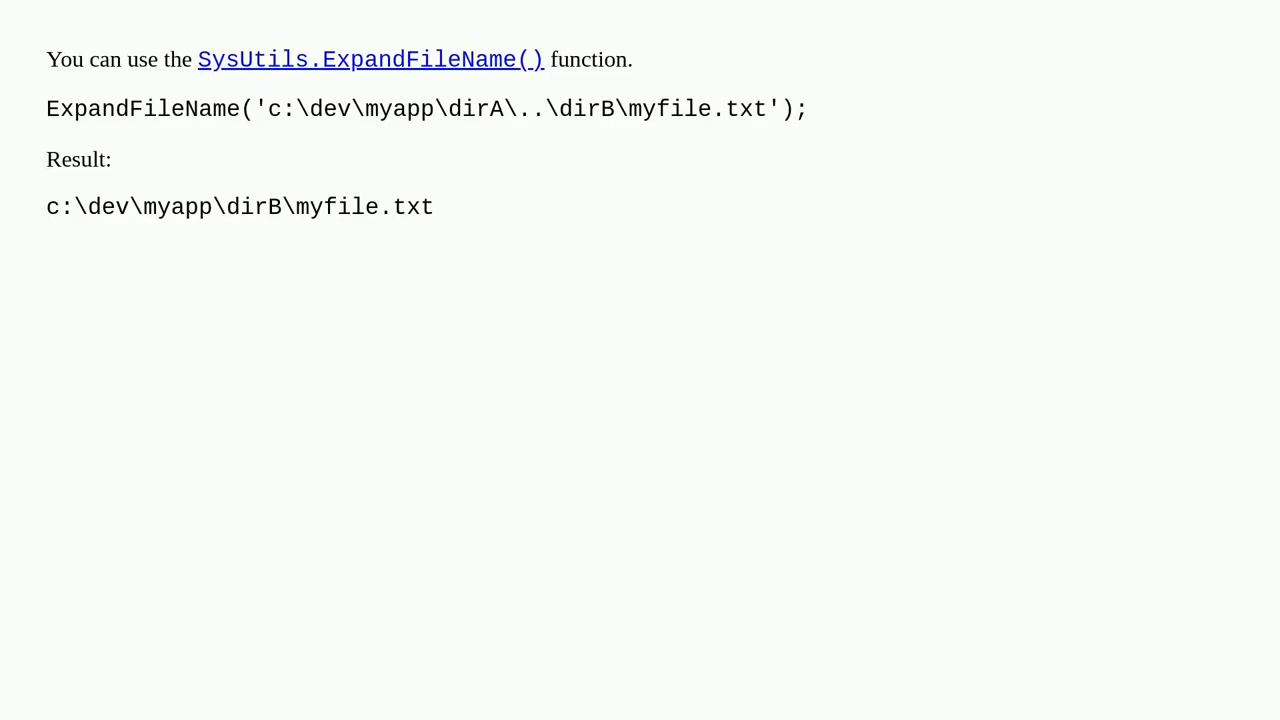 You can use the SysUtils.ExpandFileName() function.
ExpandFileName('c:\dev\myapp\dirA\..\dirB\myfile.txt');
Result:
c:\dev\myapp\dirB\myfile.txt